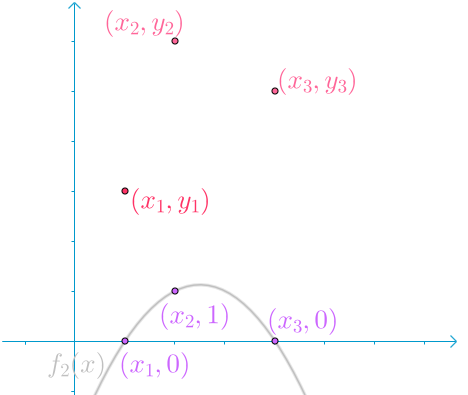 (x₂, y₂)
(x₃, y₃)
(x₁, y₁)
(x₂, 1)
(x₃, 0)
f₂(x)
(x₁, 0)